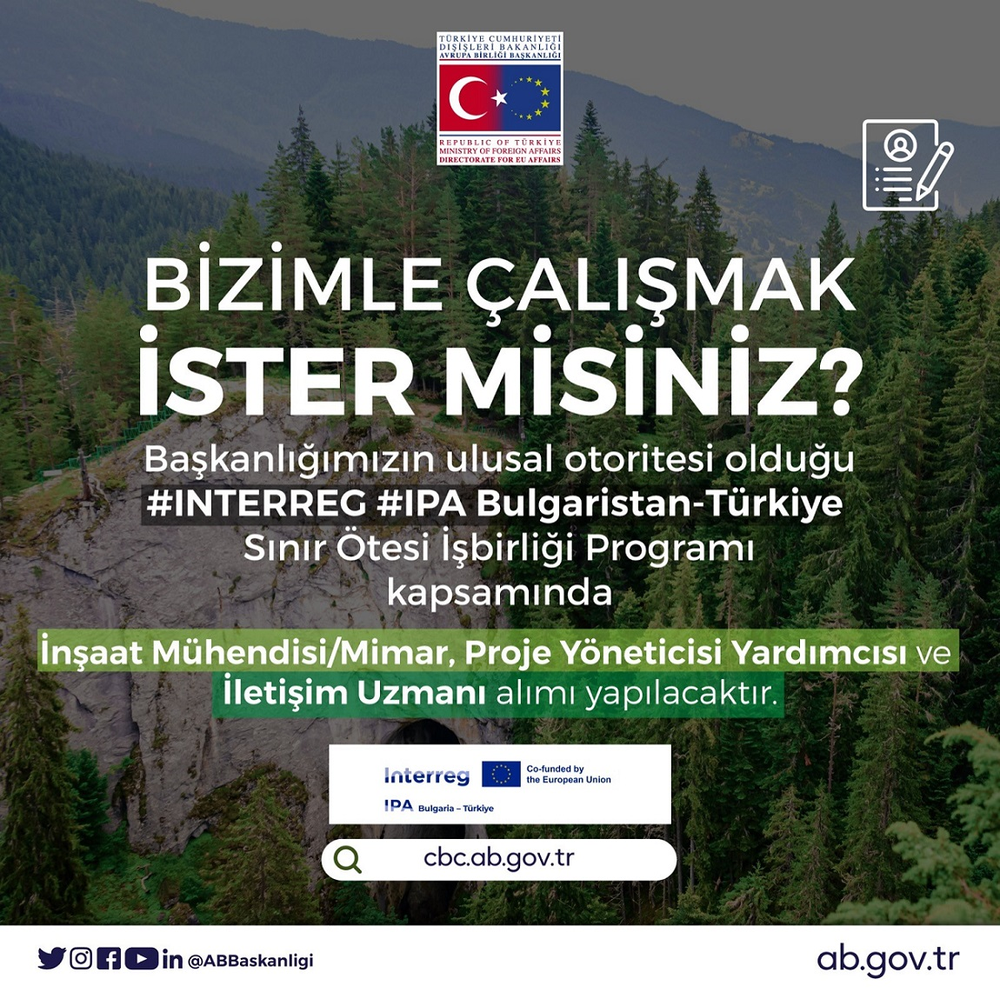 TÜRKİYE CUMHURİYETİ
DIŞİŞLERİ BAKANLIĞI
AVRUPA BİRLİĞİ BAŞKANLIĞI
REPUBLIC OF TÜRKİYE
MINISTRY OF FOREIGN AFFAIRS
DIRECTORATE FOR EU AFFAIRS
BİZİMLE ÇALIŞMAK
İSTER MİSİNİZ?
Başkanlığımızın ulusal otoritesi olduğu
#INTERREG #IPA Bulgaristan-Türkiye
Sınır Ötesi İşbirliği Programı
kapsamında
İnşaat Mühendisi/Mimar, Proje Yöneticisi Yardımcısı ve
İletişim Uzmanı alımı yapılacaktır.
Interreg
Co-funded by
the European Union
IPA Bulgaria – Türkiye
cbc.ab.gov.tr
@ABBaskanligi
ab.gov.tr